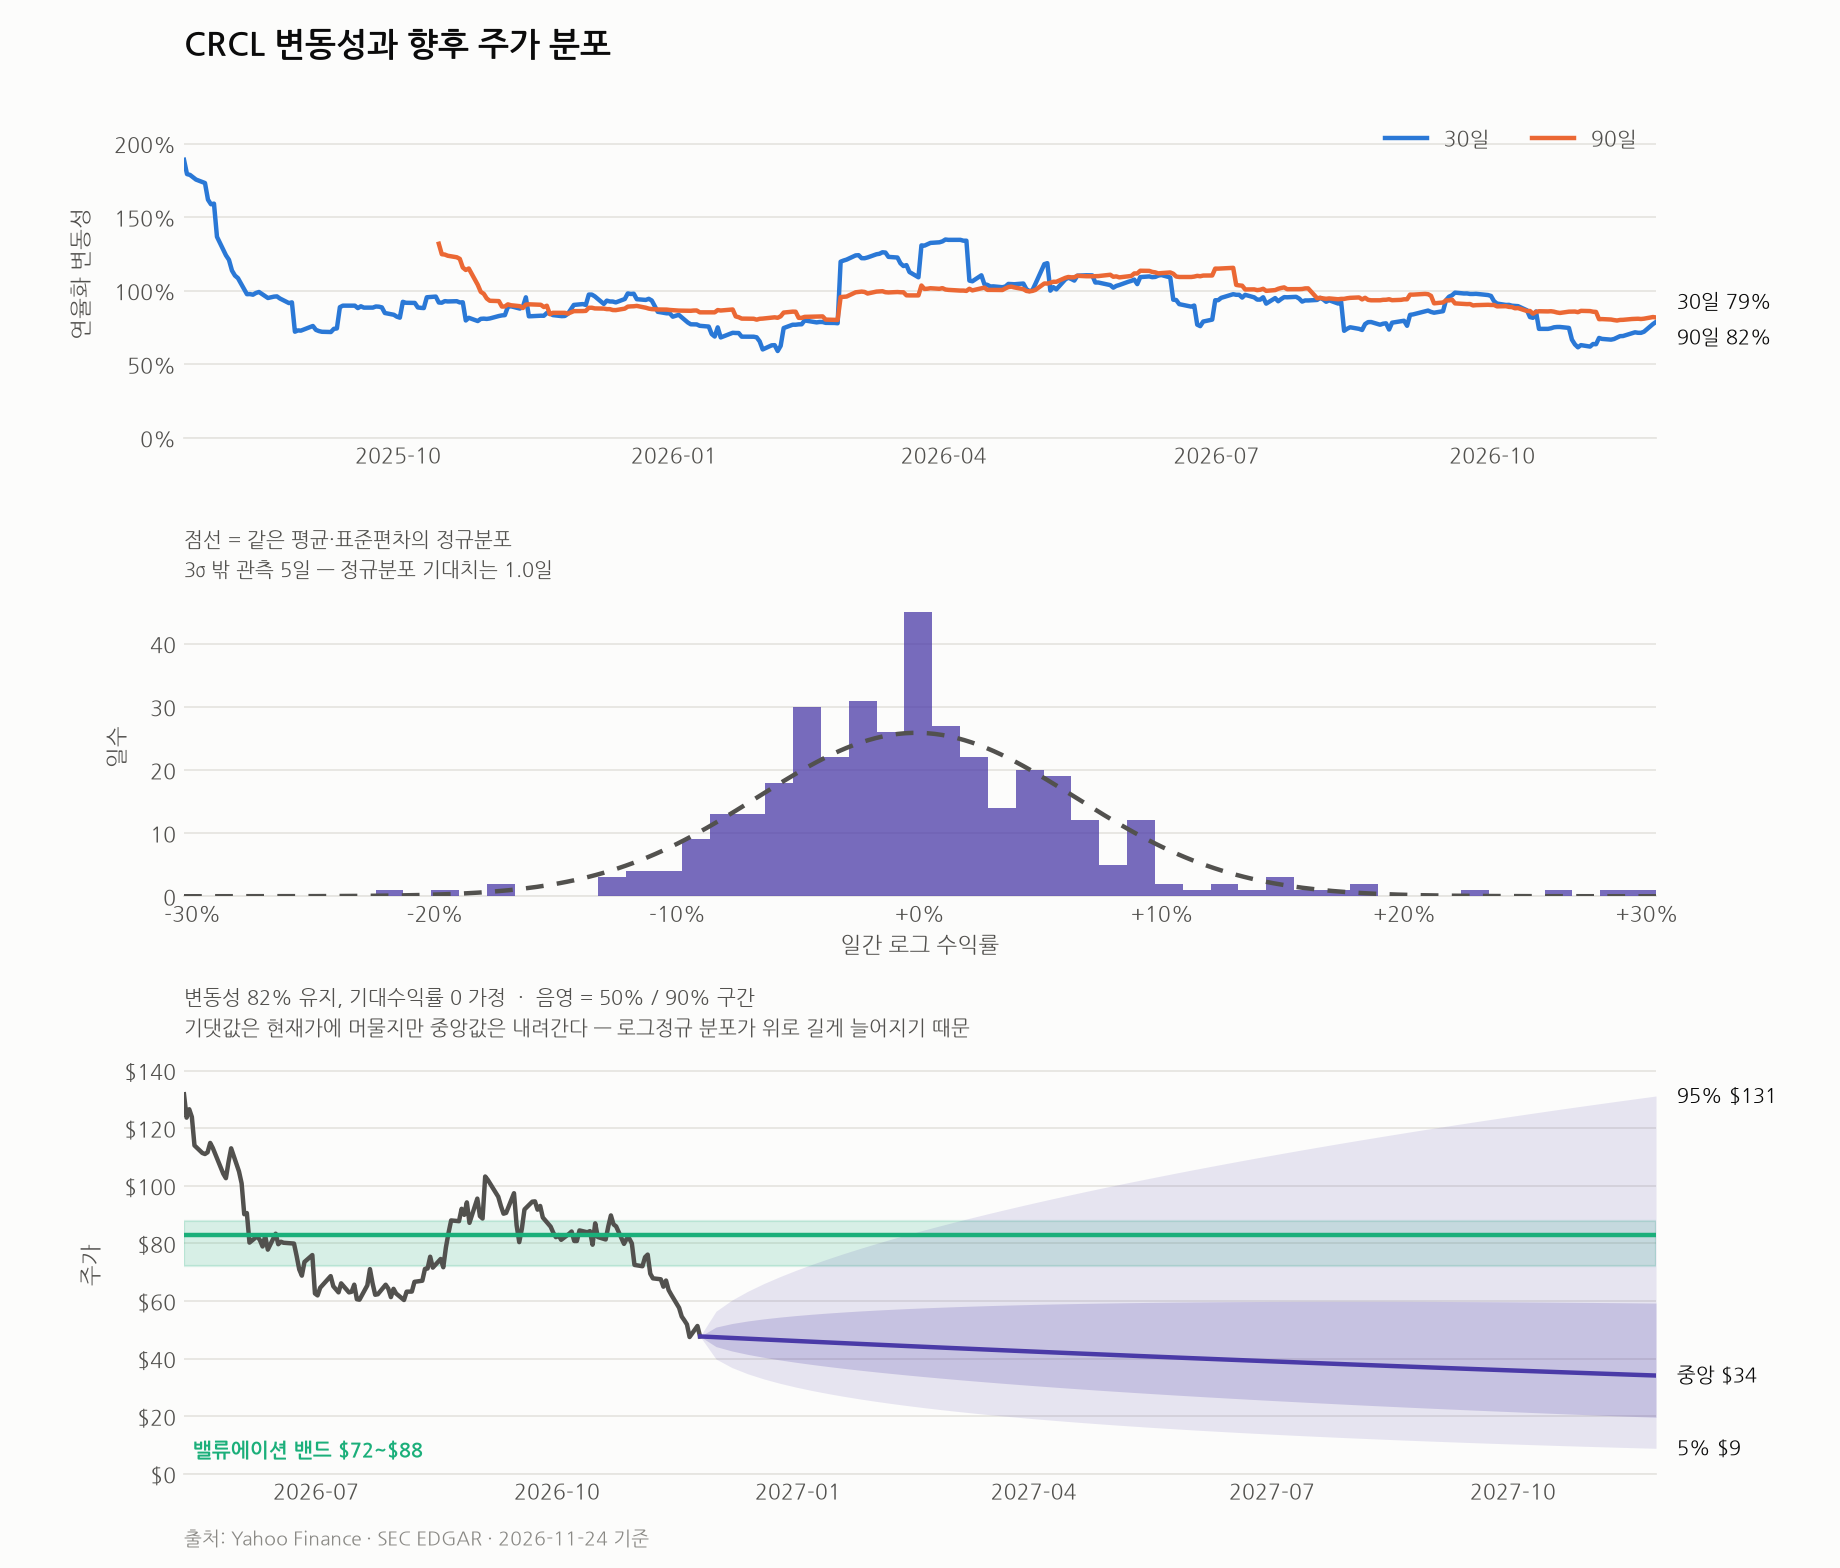 CRCL 변동성과 향후 주가 분포
30일
90일
200%
150%
100%
50%
0%
연율화 변동성
30일 79%
90일 82%
2025-10
2026-01
2026-04
2026-07
2026-10
점선 = 같은 평균·표준편차의 정규분포
3σ 밖 관측 5일 — 정규분포 기대치는 1.0일
40
30
20
10
0
일수
-30%
-20%
-10%
+0%
+10%
+20%
+30%
일간 로그 수익률
변동성 82% 유지, 기대수익률 0 가정 · 음영 = 50% / 90% 구간
기댓값은 현재가에 머물지만 중앙값은 내려간다 — 로그정규 분포가 위로 길게 늘어지기 때문
$140
$120
$100
$80
$60
$40
$20
$0
주가
95% $131
중앙 $34
5% $9
밸류에이션 밴드 $72~$88
2026-07
2026-10
2027-01
2027-04
2027-07
2027-10
출처: Yahoo Finance · SEC EDGAR · 2026-11-24 기준